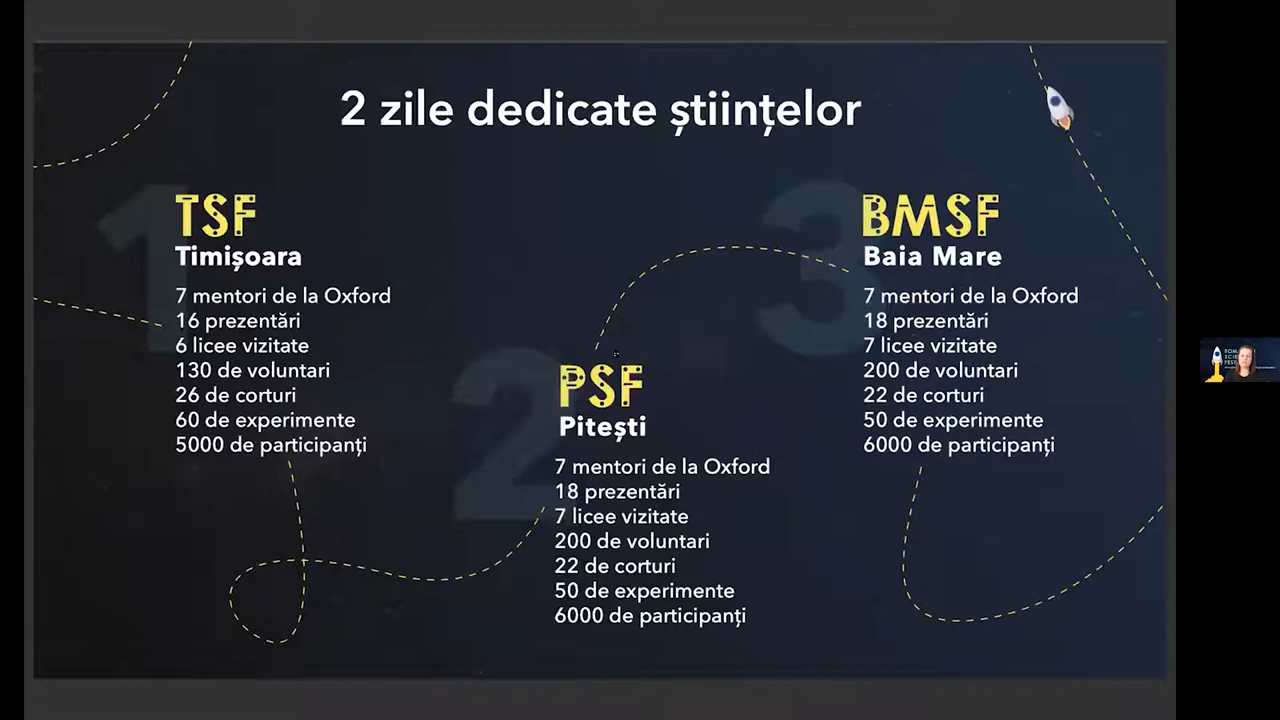 2 zile dedicate științelor
1
TSF
Timișoara
7 mentori de la Oxford
16 prezentări
6 licee vizitate
130 de voluntari
26 de corturi
60 de experimente
5000 de participanți
2
PSF
Pitești
7 mentori de la Oxford
18 prezentări
7 licee vizitate
200 de voluntari
22 de corturi
50 de experimente
6000 de participanți
3
BMSF
Baia Mare
7 mentori de la Oxford
18 prezentări
7 licee vizitate
200 de voluntari
22 de corturi
50 de experimente
6000 de participanți